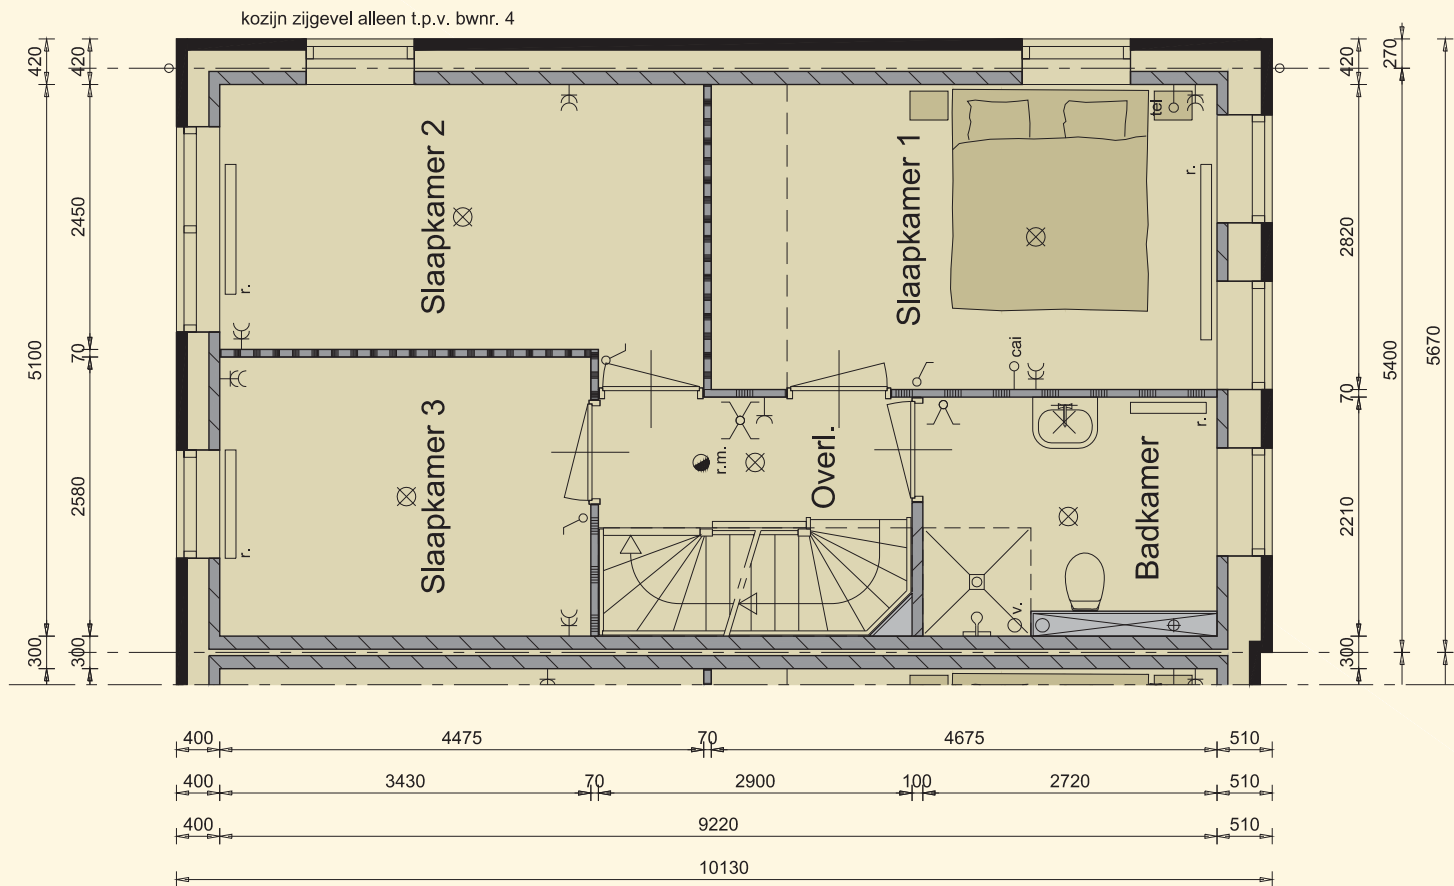 kozijn zijgevel alleen t.p.v. bwnr. 4
420
420
420
270
Slaapkamer 2
Slaapkamer 1
tel
r.
r.
2450
2820
5100
70
5400
5670
cai
70
Slaapkamer 3
r.m.
Overl.
Badkamer
r.
r.
2580
2210
v.
300
300
300
400
4475
70
4675
510
400
3430
70
2900
100
2720
510
400
9220
510
10130